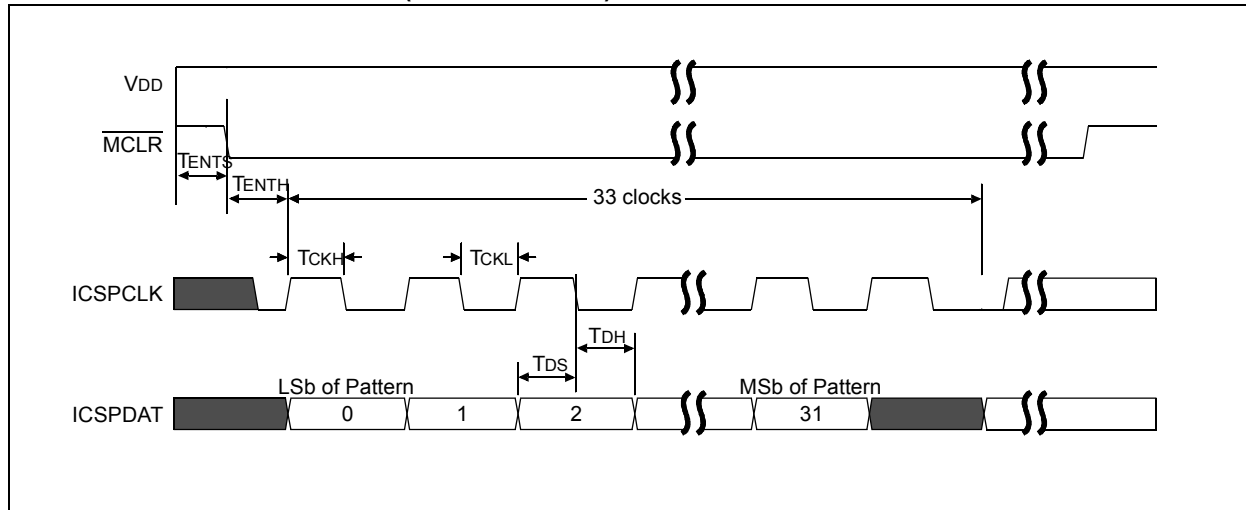 VDD
MCLR
TENTS
TENTH
33 clocks
TCKH
TCKL
ICSPCLK
TDH
TDS
LSb of Pattern
MSb of Pattern
ICSPDAT
0
1
2
31